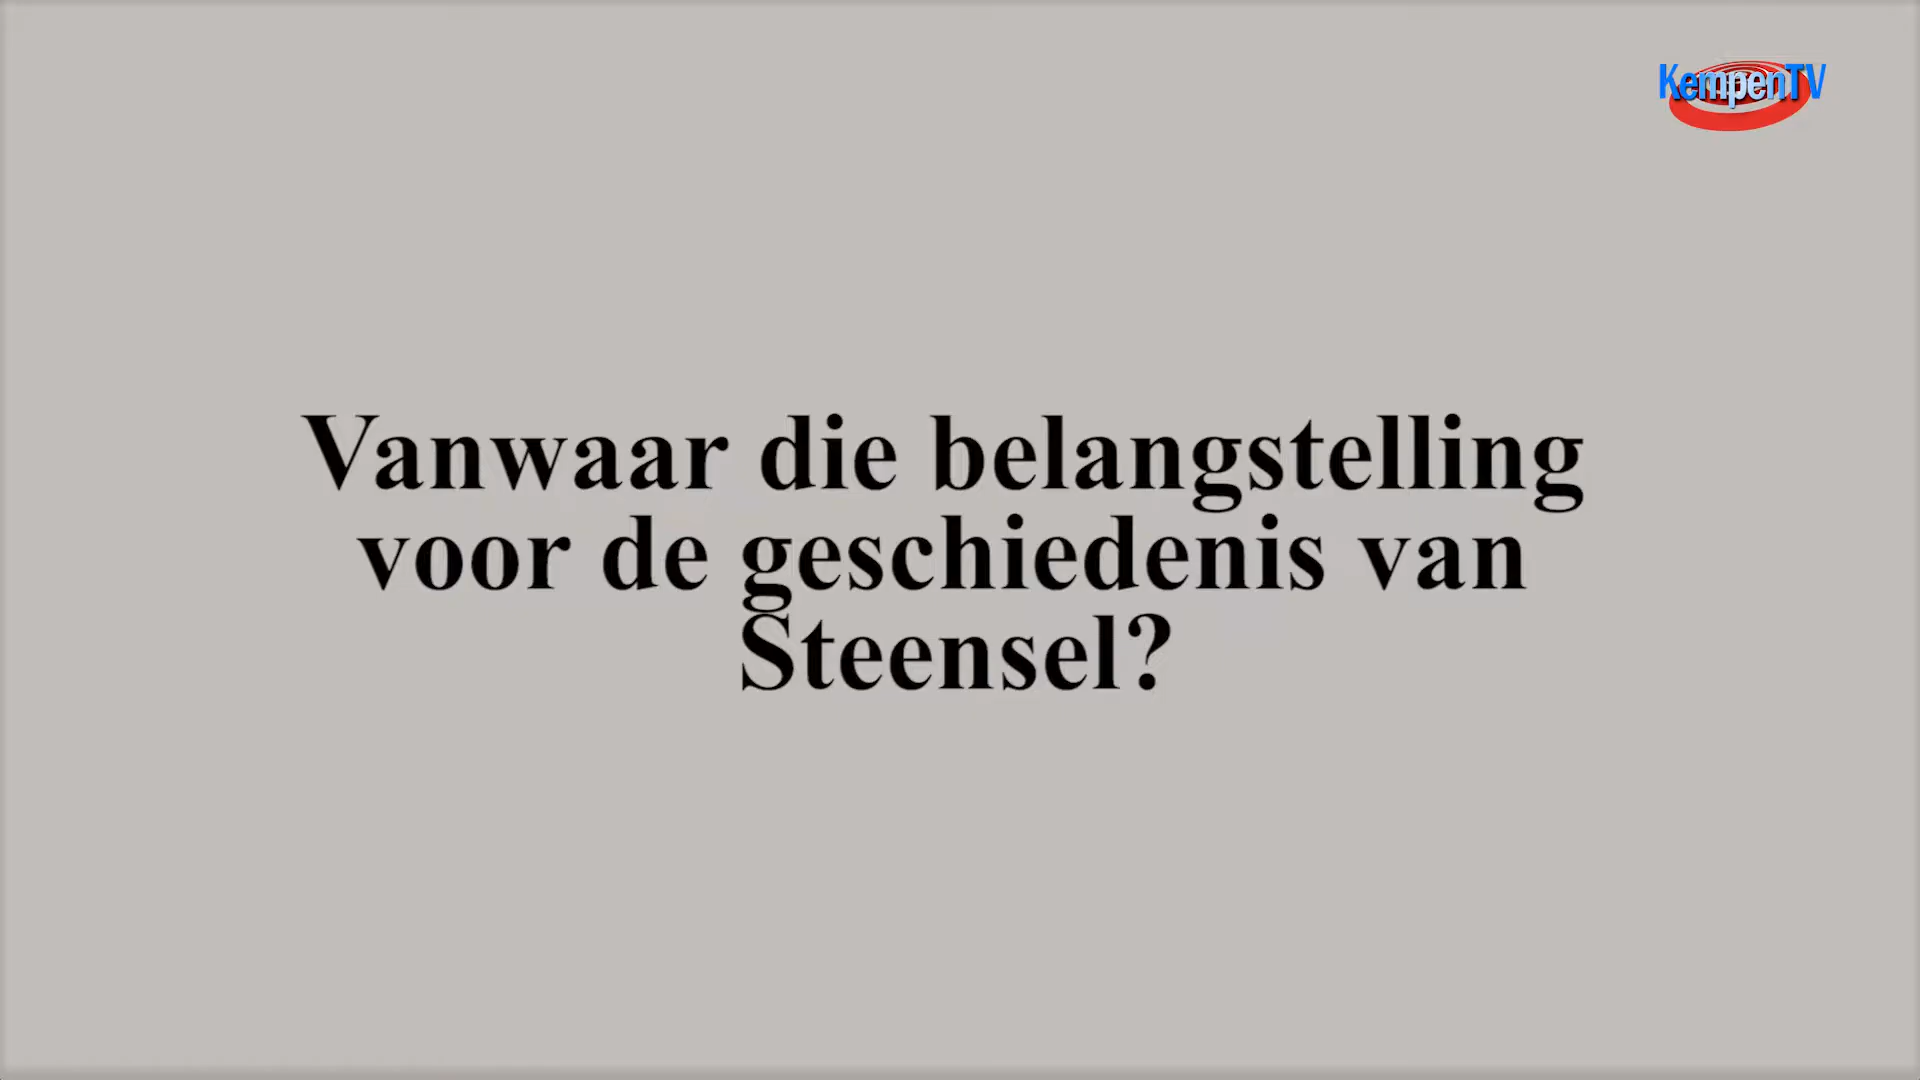 KempenTV
Vanwaar die belangstelling
voor de geschiedenis van
Steensel?